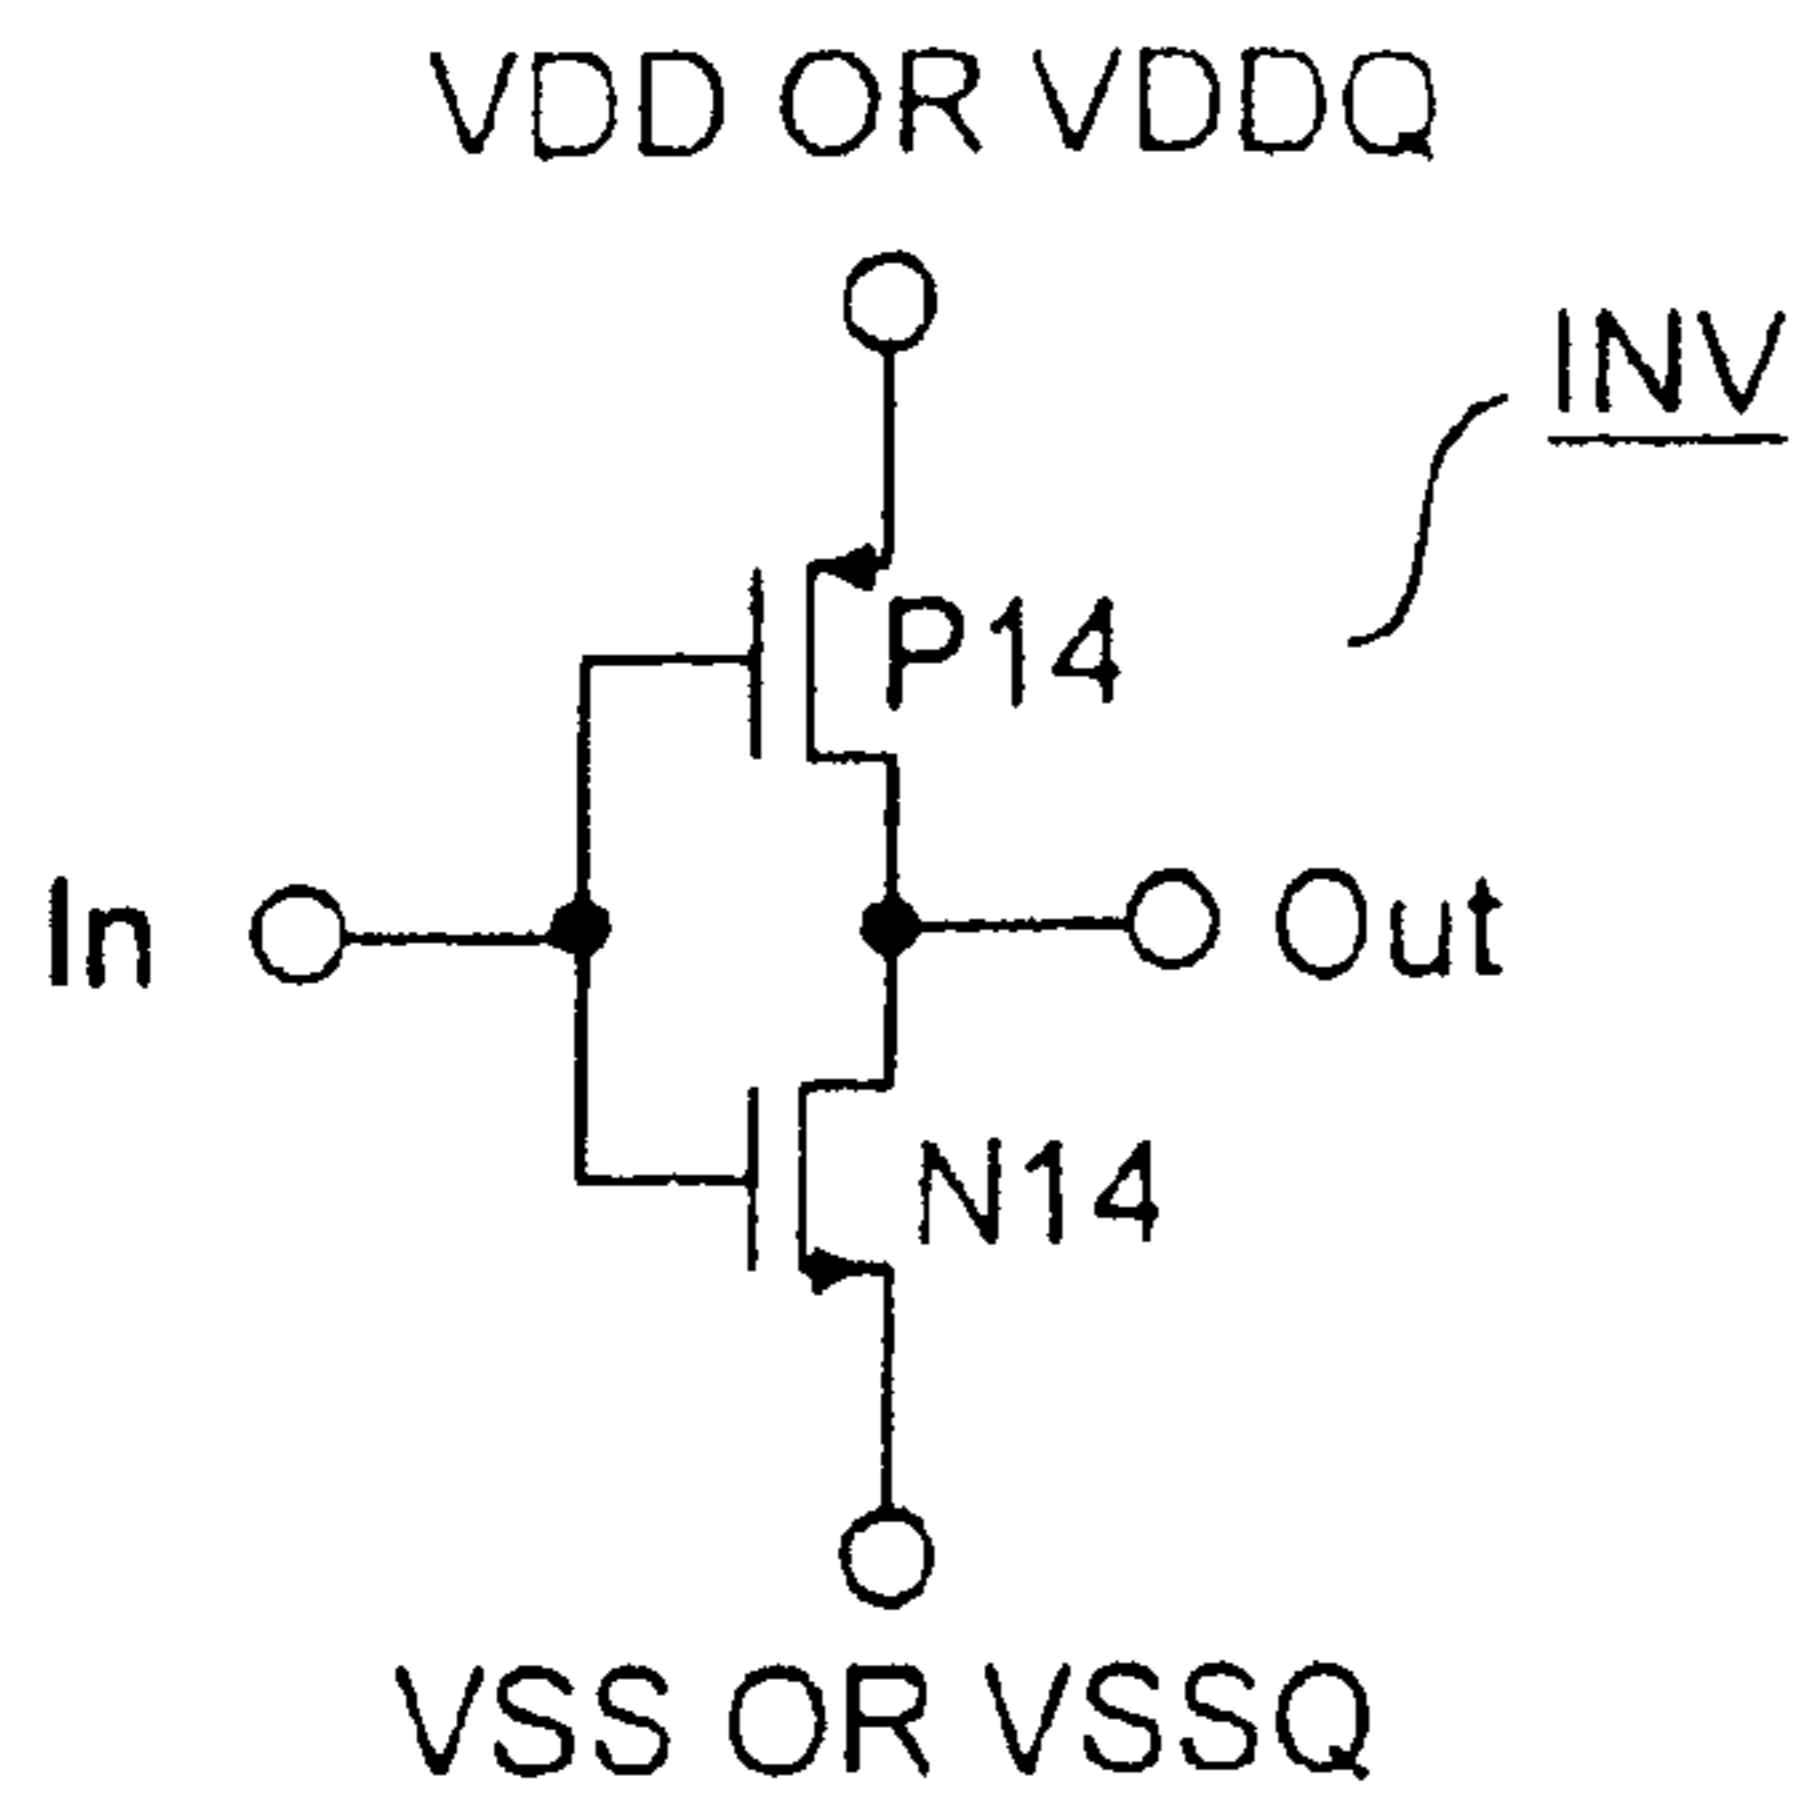 VDD OR VDDQ
INV
P14
In
Out
N14
VSS OR VSSQ